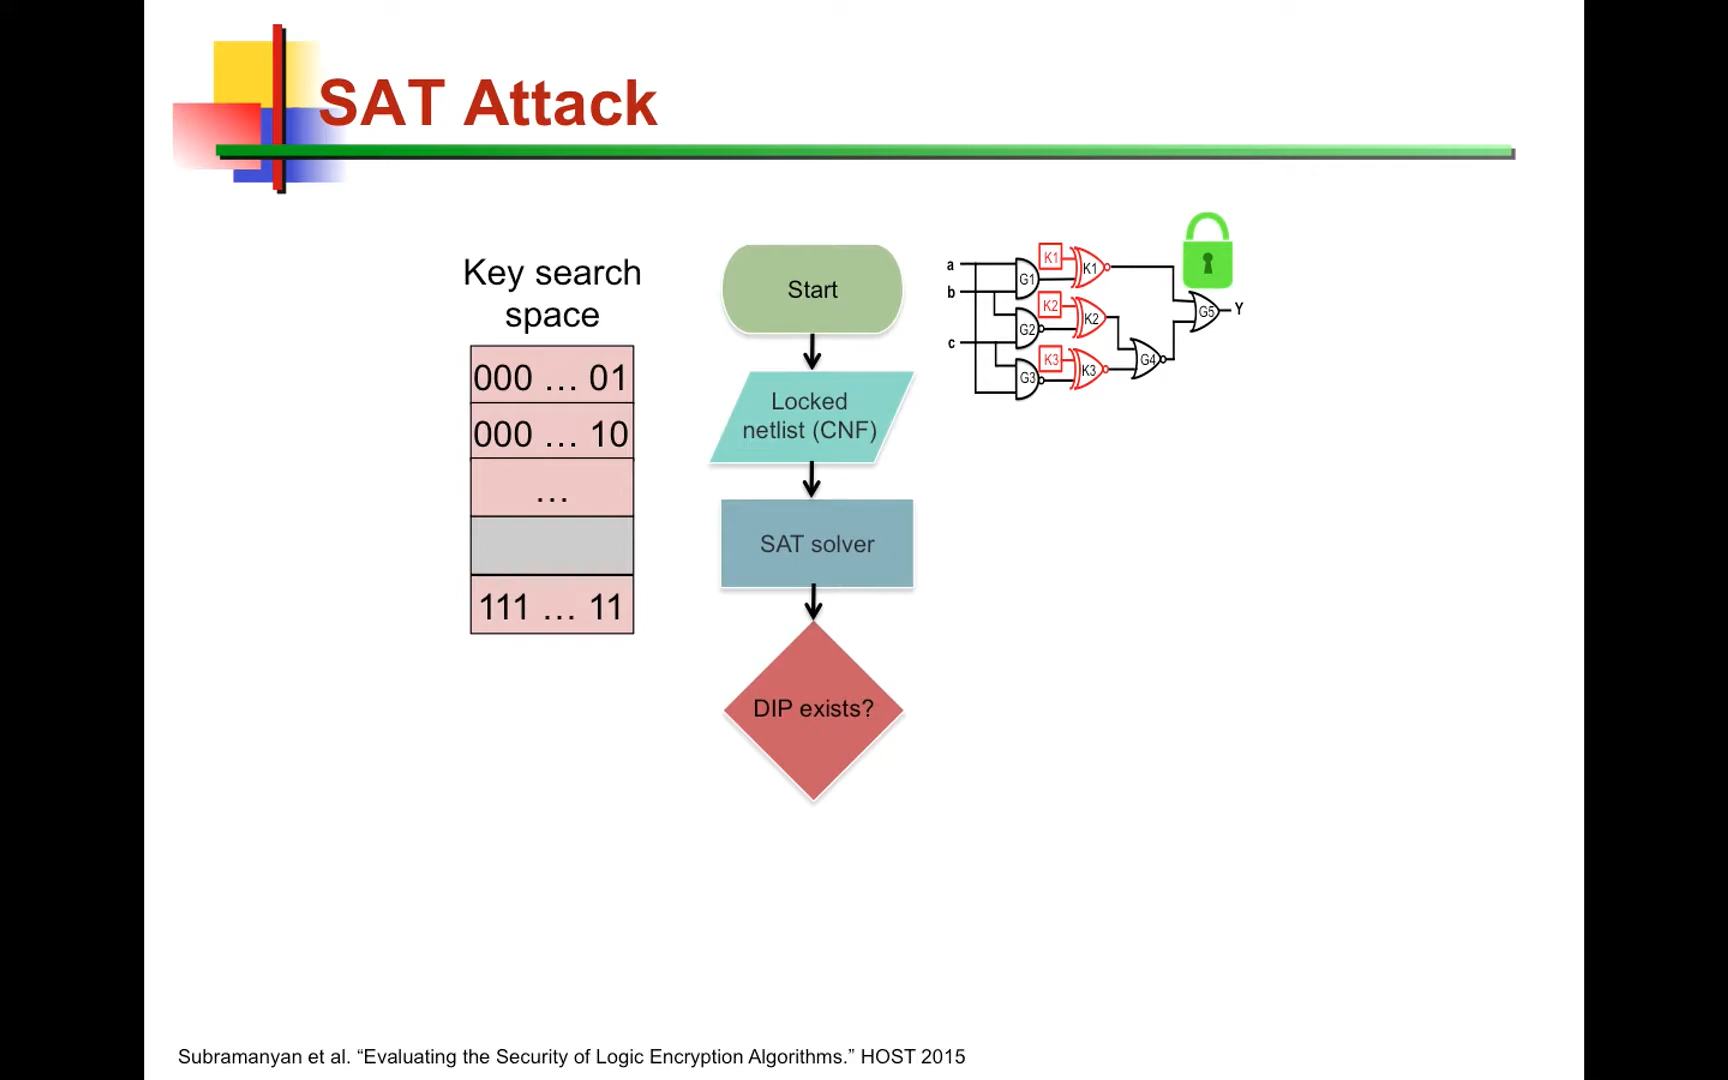 SAT Attack
Key search
space
000 ... 01
000 ... 10
...
111 ... 11
Start
Locked
netlist (CNF)
SAT solver
DIP exists?
a
b
c
K1
K1
G1
K2
K2
G2
K3
K3
G3
G4
G5
Y
Subramanyan et al. “Evaluating the Security of Logic Encryption Algorithms.” HOST 2015